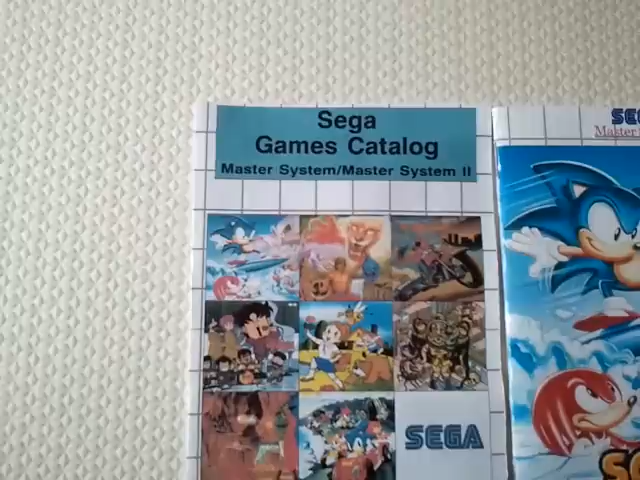 Sega
Games Catalog
Master System/Master System II
SEGA